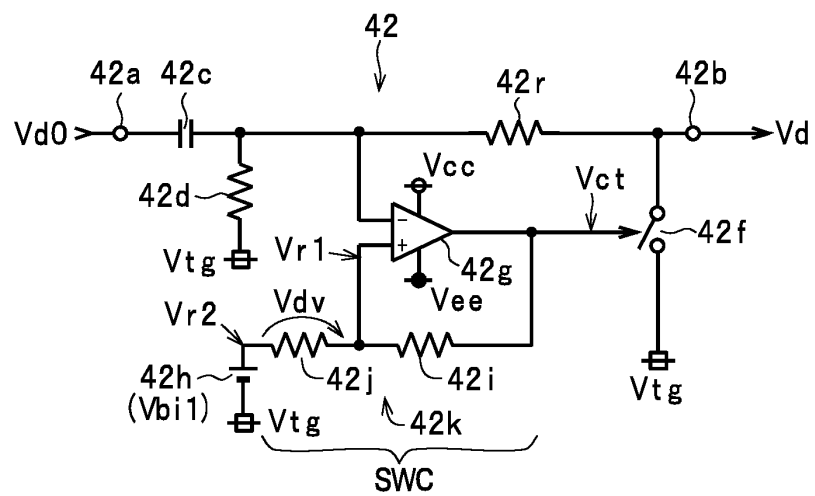 42
42a
42c
42r
42b
Vd0
Vd
Vcc
Vct
42d
−
+
42f
Vr1
42g
Vtg
Vee
Vdv
Vr2
42h
(Vbi1)
42j
42i
Vtg
Vtg
42k
SWC